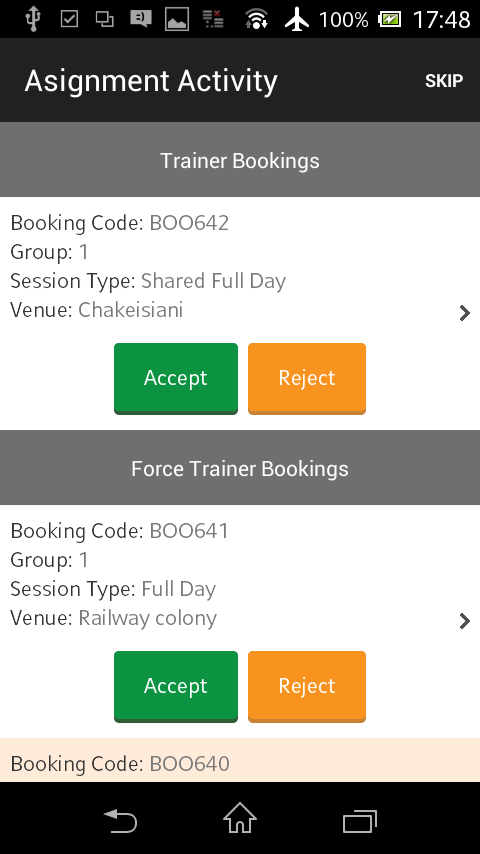 100% 17:48
Asignment Activity SKIP
Trainer Bookings
Booking Code: BOO642
Group: 1
Session Type: Shared Full Day
Venue: Chakeisiani
Accept Reject
Force Trainer Bookings
Booking Code: BOO641
Group: 1
Session Type: Full Day
Venue: Railway colony
Accept Reject
Booking Code: BOO640